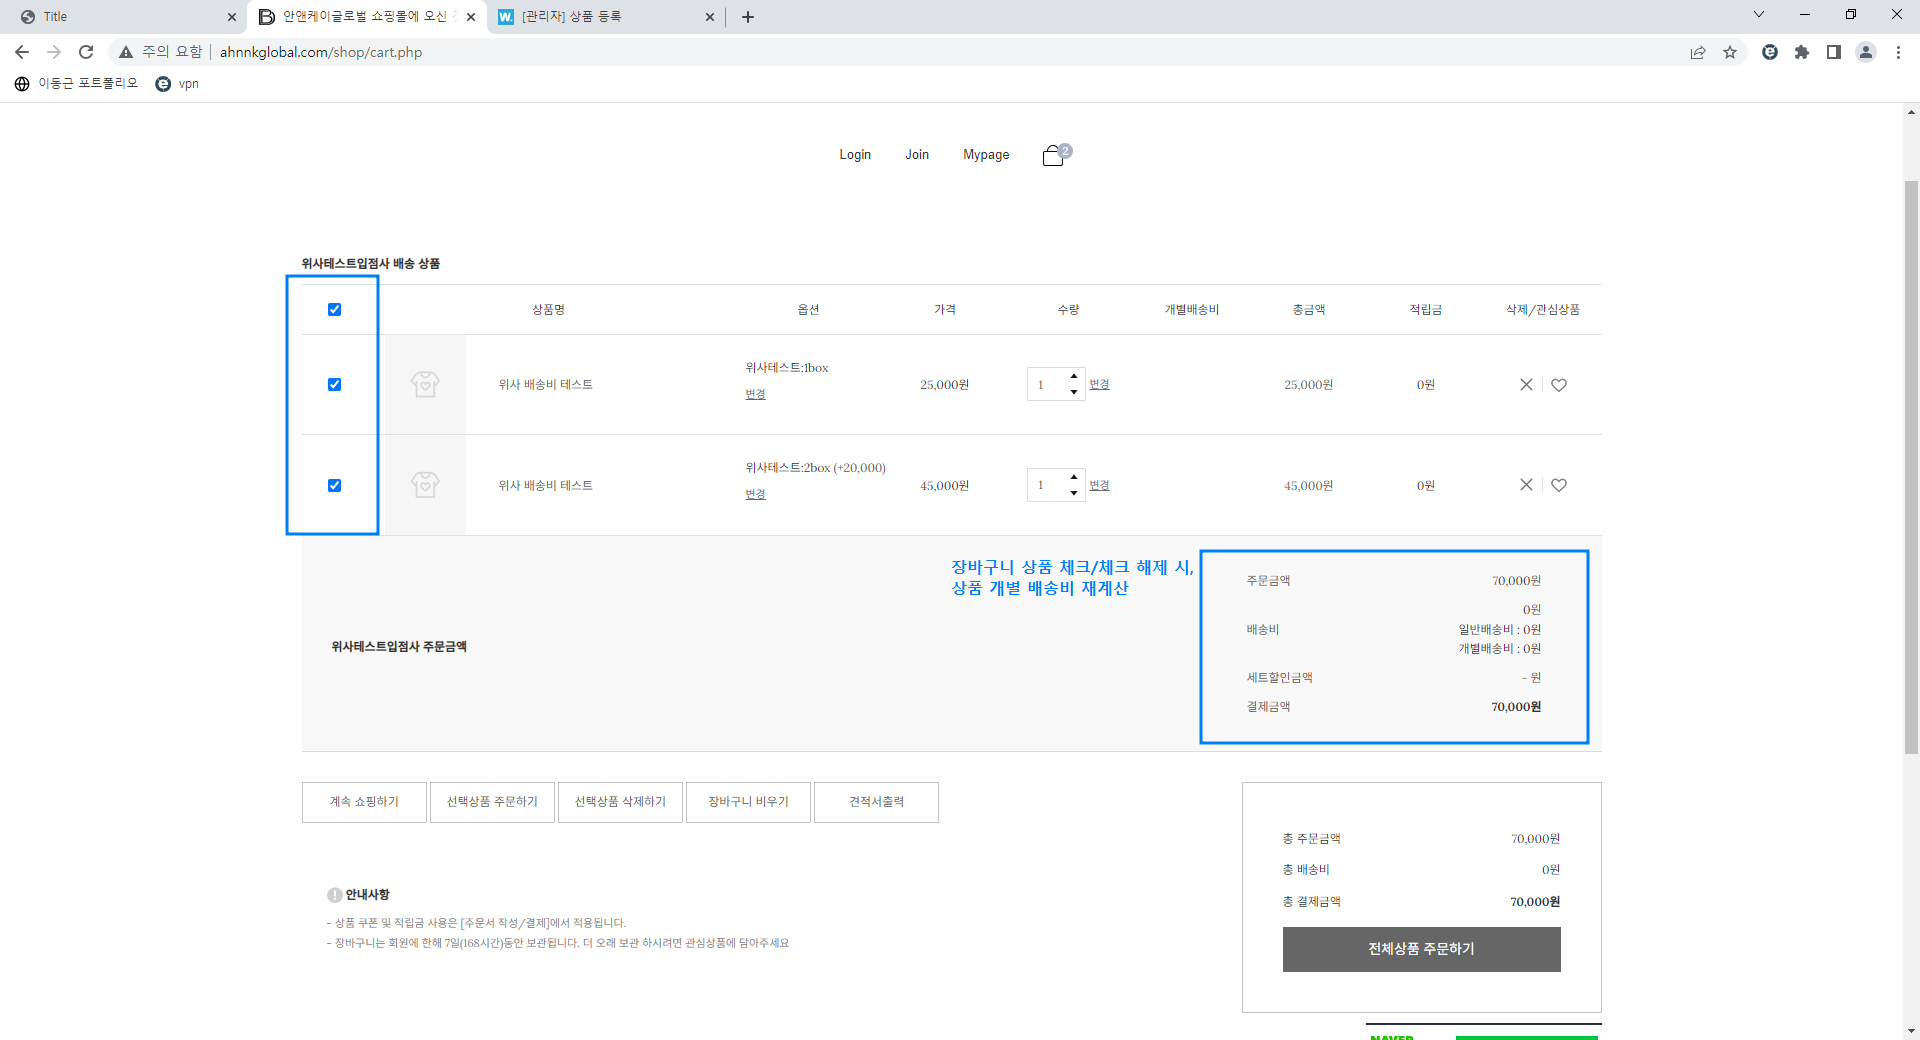 Title
안앤케이글로벌 쇼핑몰에 오신 것
[관리자] 상품 등록
주의 요함
ahnnkglobal.com/shop/cart.php
이동근 포트폴리오
vpn
Login
Join
Mypage
2
위사테스트입점사 배송 상품
상품명
옵션
가격
수량
개별배송비
총금액
적립금
삭제/관심상품
위사 배송비 테스트
위사테스트:1box
변경
25,000원
1
변경
25,000원
0원
위사 배송비 테스트
위사테스트:2box (+20,000)
변경
45,000원
1
변경
45,000원
0원
장바구니 상품 체크/체크 해제 시,
상품 개별 배송비 재계산
위사테스트입점사 주문금액
주문금액
70,000원
배송비
0원
일반배송비 : 0원
개별배송비 : 0원
세트할인금액
- 원
결제금액
70,000원
계속 쇼핑하기
선택상품 주문하기
선택상품 삭제하기
장바구니 비우기
견적서출력
총 주문금액
70,000원
총 배송비
0원
총 결제금액
70,000원
전체상품 주문하기
안내사항
- 상품 쿠폰 및 적립금 사용은 [주문서 작성/결제]에서 적용됩니다.
- 장바구니는 회원에 한해 7일(168시간)동안 보관됩니다. 더 오래 보관 하시려면 관심상품에 담아주세요
NAVER